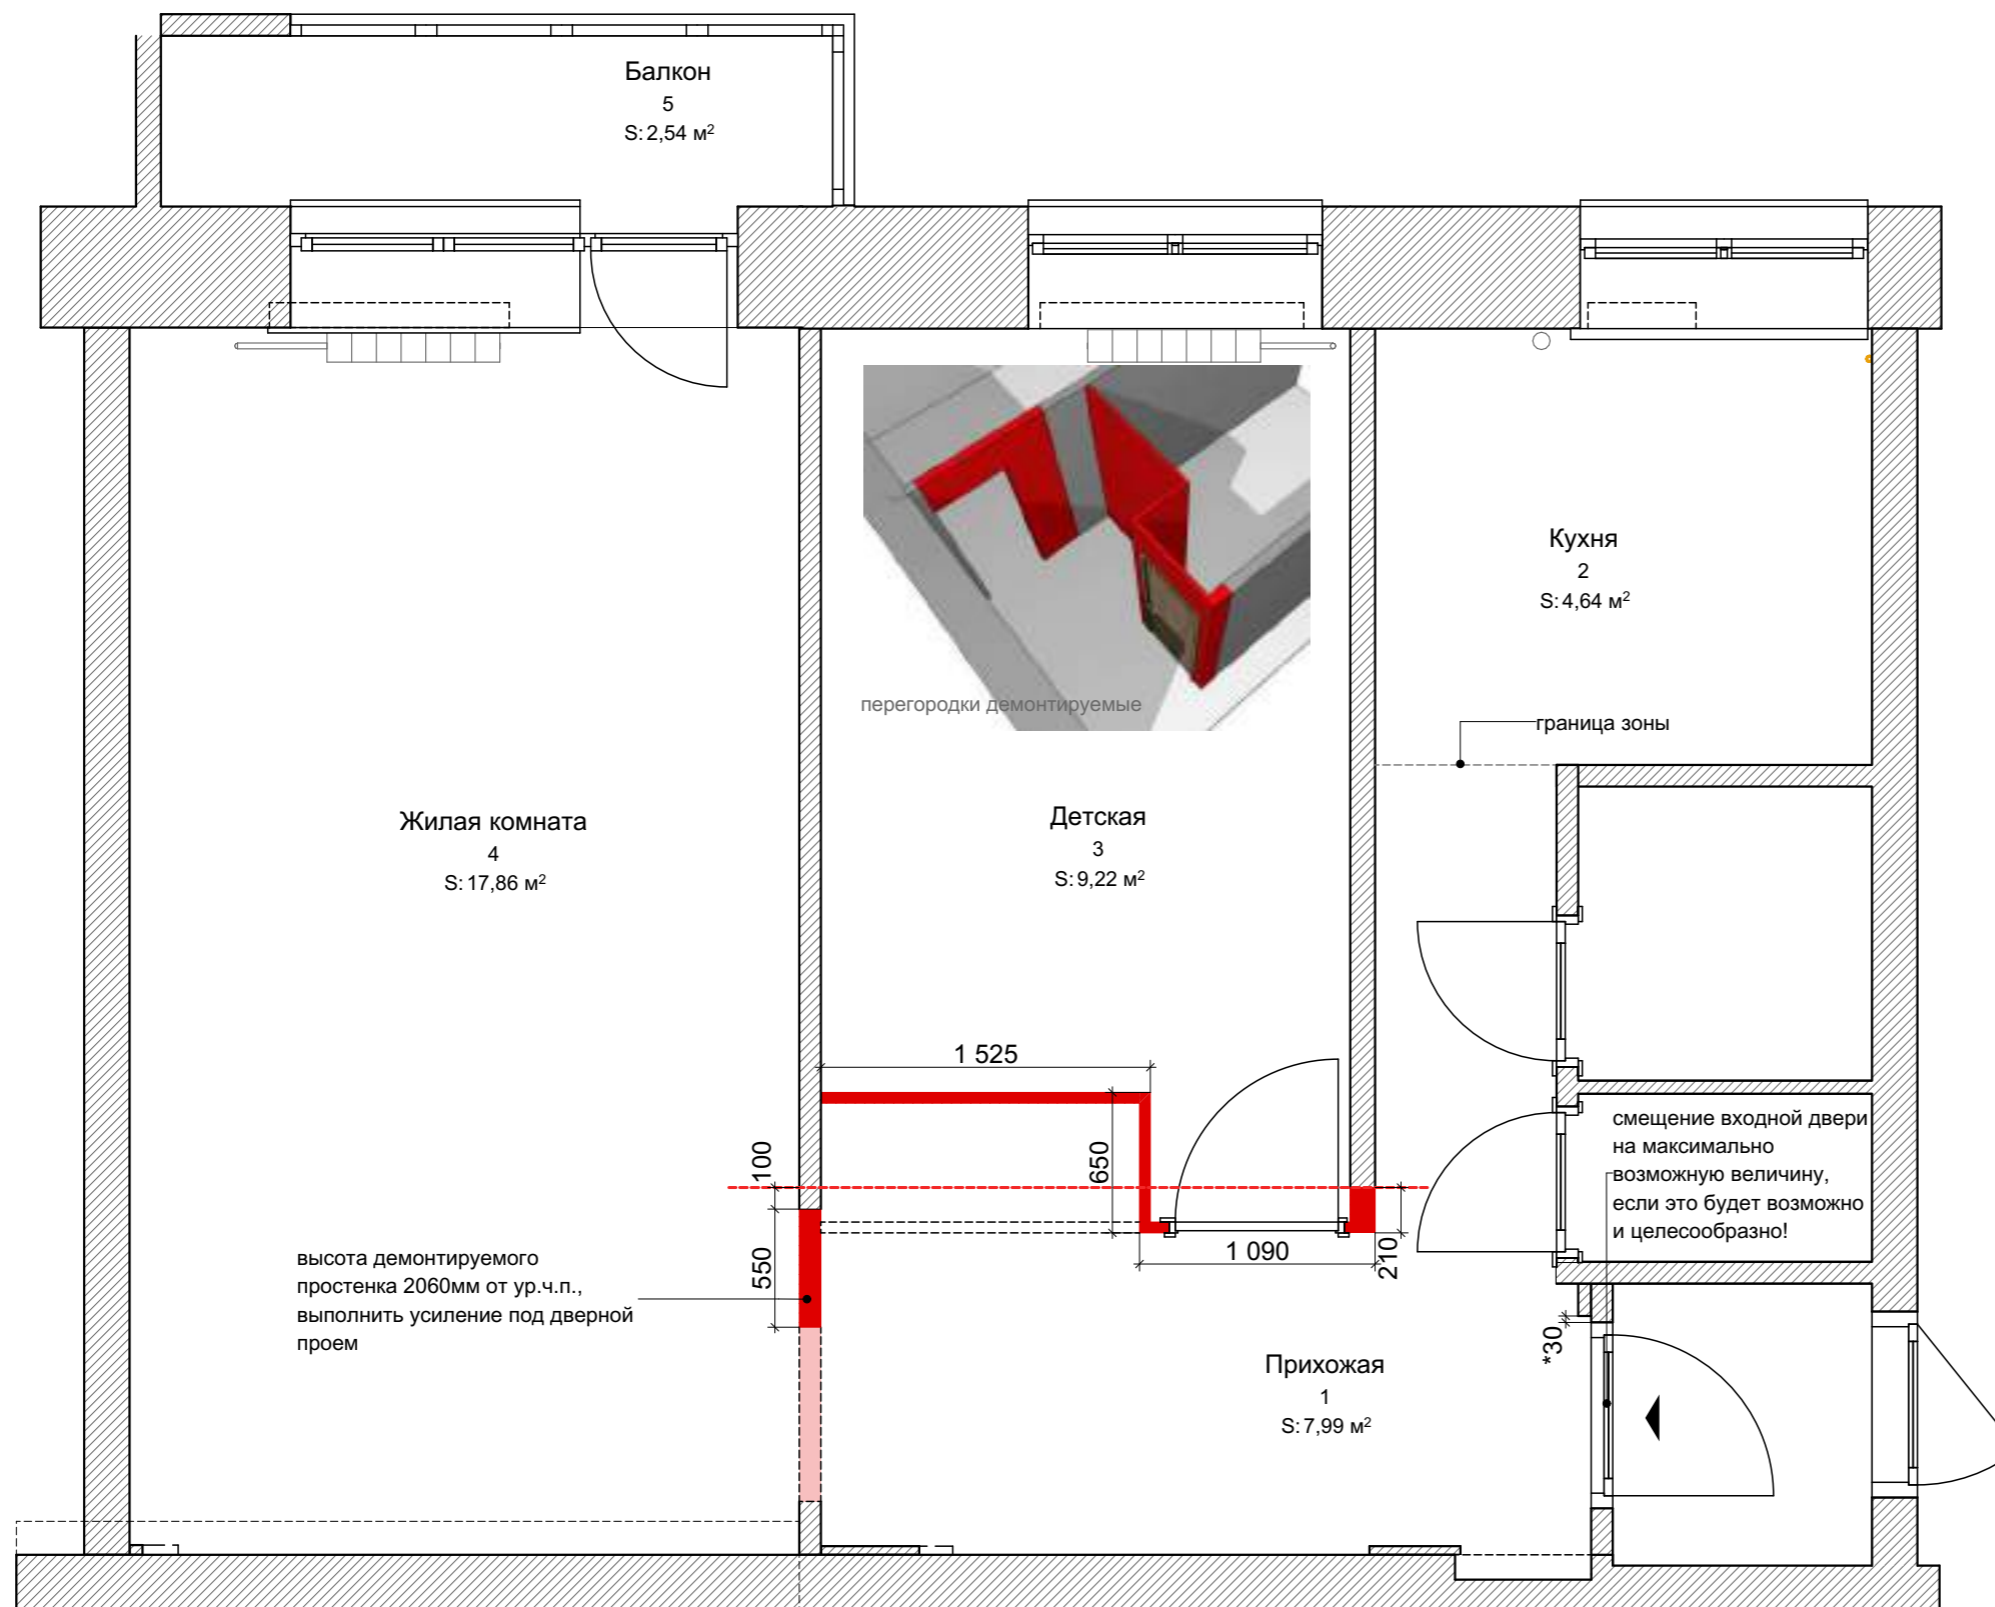 Балкон
5
S: 2,54 м²
Кухня
2
S: 4,64 м²
перегородки демонтируемые
граница зоны
Жилая комната
4
S: 17,86 м²
Детская
3
S: 9,22 м²
1 525
650
100
550
1 090
210
смещение входной двери
на максимально
возможную величину,
если это будет возможно
и целесообразно!
высота демонтируемого
простенка 2060мм от ур.ч.п.,
выполнить усиление под дверной
проем
*30
Прихожая
1
S: 7,99 м²